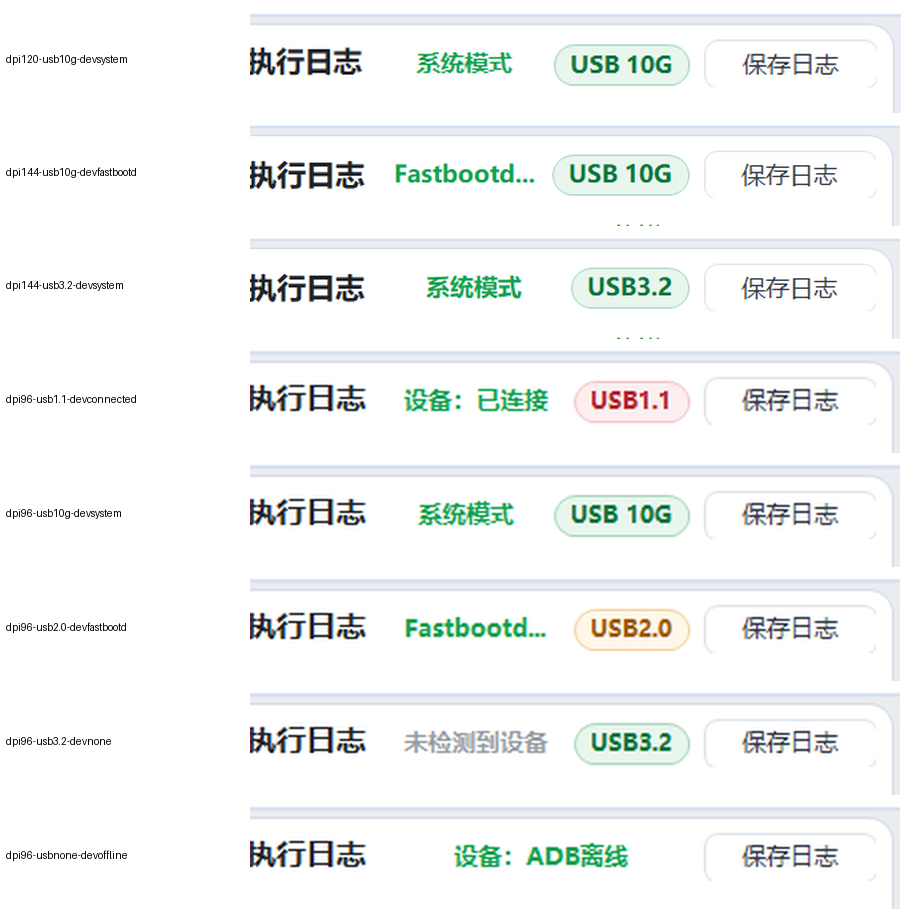 dpi120-usb10g-devsystem 执行日志 系统模式 USB 10G 保存日志
dpi144-usb10g-devfastbootd 执行日志 Fastbootd... USB 10G 保存日志
dpi144-usb3.2-devsystem 执行日志 系统模式 USB3.2 保存日志
dpi96-usb1.1-devconnected 执行日志 设备：已连接 USB1.1 保存日志
dpi96-usb10g-devsystem 执行日志 系统模式 USB 10G 保存日志
dpi96-usb2.0-devfastbootd 执行日志 Fastbootd... USB2.0 保存日志
dpi96-usb3.2-devnone 执行日志 未检测到设备 USB3.2 保存日志
dpi96-usbnone-devoffline 执行日志 设备：ADB离线 保存日志